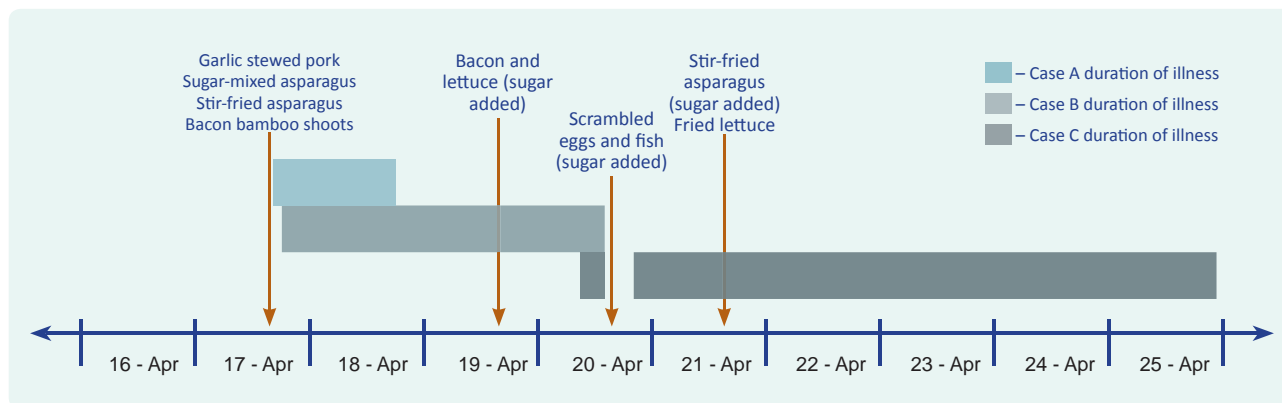 Garlic stewed pork
Sugar-mixed asparagus
Stir-fried asparagus
Bacon bamboo shoots
Bacon and
lettuce (sugar
added)
Scrambled
eggs and fish
(sugar added)
Stir-fried
asparagus
(sugar added)
Fried lettuce
– Case A duration of illness
– Case B duration of illness
– Case C duration of illness
16 - Apr
17 - Apr
18 - Apr
19 - Apr
20 - Apr
21 - Apr
22 - Apr
23 - Apr
24 - Apr
25 - Apr